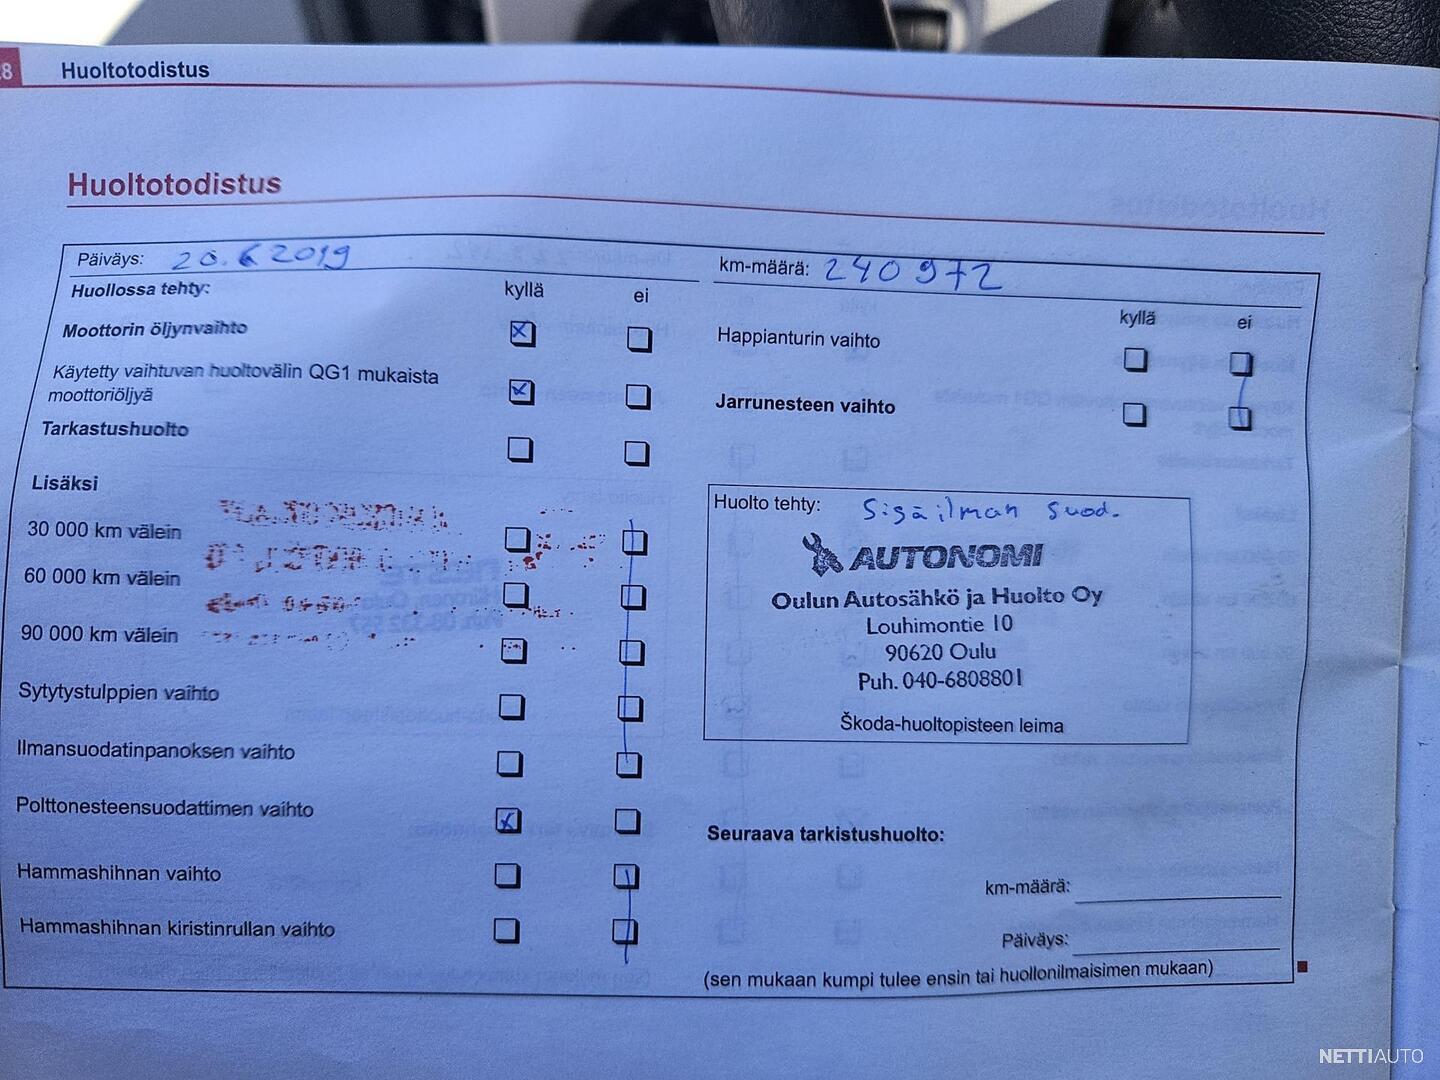 8 Huoltotodistus
Huoltotodistus
Päiväys: 20.6 2019
km-määrä: 240972
Huollossa tehty: kyllä ei
Moottorin öljynvaihto
Käytetty vaihtuvan huoltovälin QG1 mukaista
moottoriöljyä
Tarkastushuolto
Lisäksi
30 000 km välein
60 000 km välein
90 000 km välein
Sytytystulppien vaihto
Ilmansuodatinpanoksen vaihto
Polttonesteensuodattimen vaihto
Hammashihnan vaihto
Hammashihnan kiristinrullan vaihto
kyllä ei
Happianturin vaihto
Jarrunesteen vaihto
Huolto tehty: Sisäilman suod.
AUTONOMI
Oulun Autosähkö ja Huolto Oy
Louhimontie 10
90620 Oulu
Puh. 040-6808801
Škoda-huoltopisteen leima
Seuraava tarkistushuolto:
km-määrä:
Päiväys:
(sen mukaan kumpi tulee ensin tai huollonilmaisimen mukaan)
NETTIAUTO